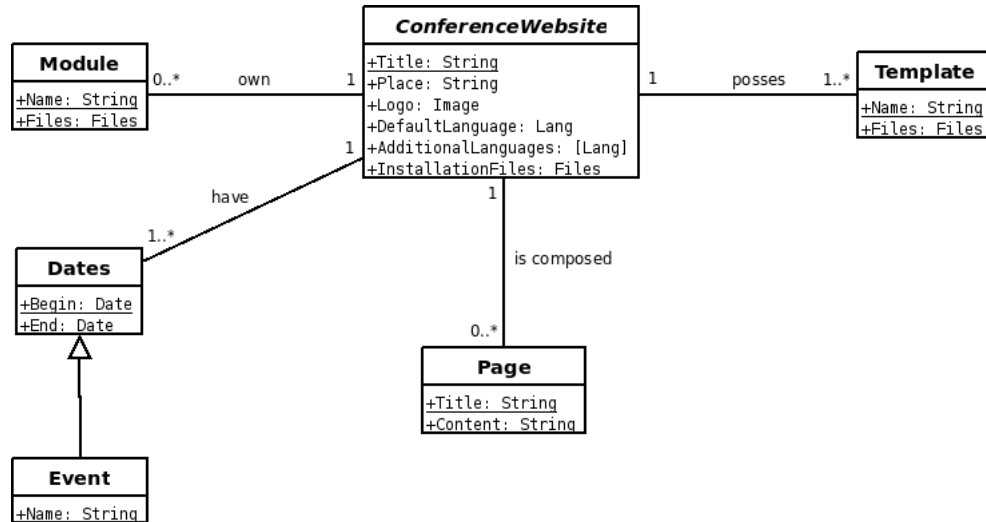 ConferenceWebsite
+Title: String
+Place: String
+Logo: Image
+DefaultLanguage: Lang
+AdditionalLanguages: [Lang]
+InstallationFiles: Files
Module
+Name: String
+Files: Files
0..* own 1
1 posses 1..*
Template
+Name: String
+Files: Files
1
have
1..*
1
is composed
0..*
Dates
+Begin: Date
+End: Date
Page
+Title: String
+Content: String
Event
+Name: String